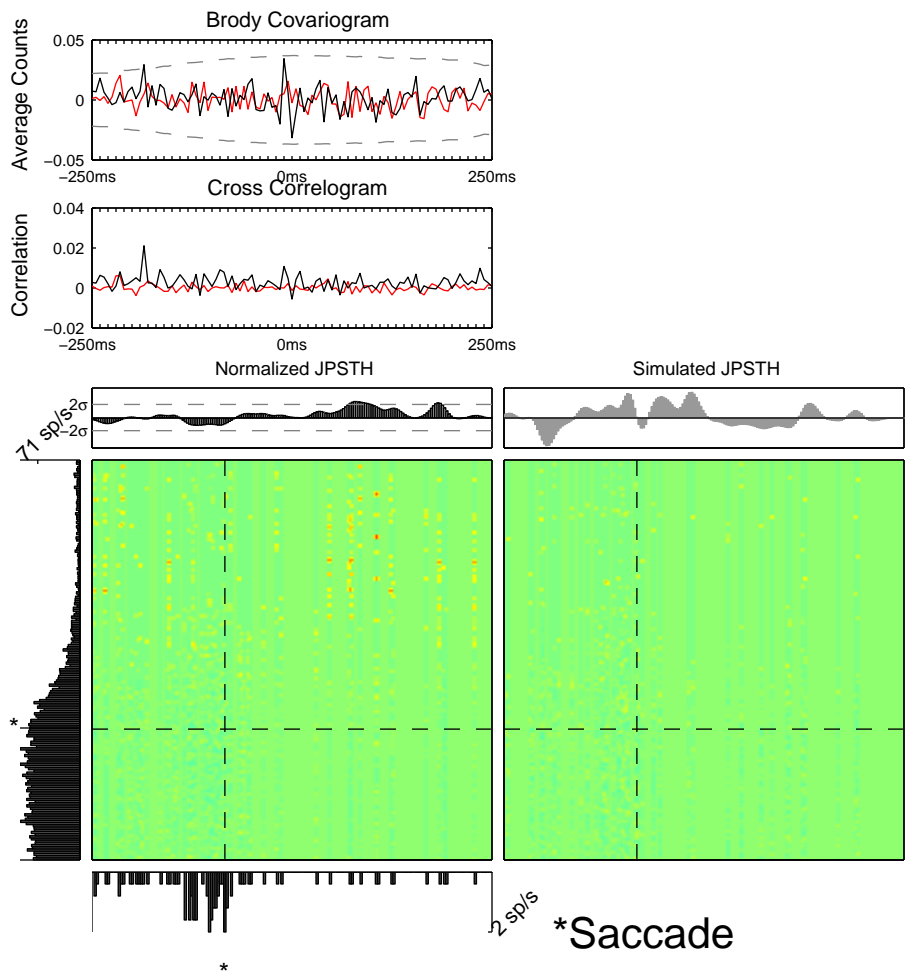 Brody Covariogram
Average Counts
0.05
0
−0.05
−250ms
0ms
250ms
Cross Correlogram
Correlation
0.04
0.02
0
−0.02
−250ms
0ms
250ms
Normalized JPSTH
Simulated JPSTH
71 sp/s
2σ
−2σ
*
2 sp/s
*
*Saccade